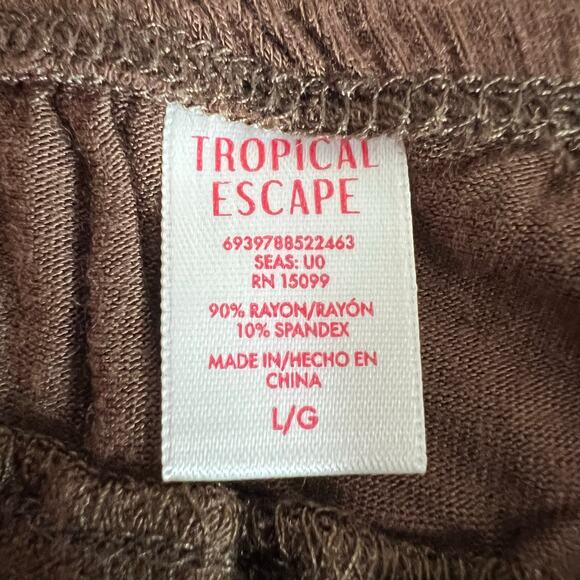 TROPiCAL
ESCAPE
6939788522463
SEAS: U0
RN 15099
90% RAYON/RAYÓN
10% SPANDEX
MADE IN/HECHO EN
CHINA
L/G